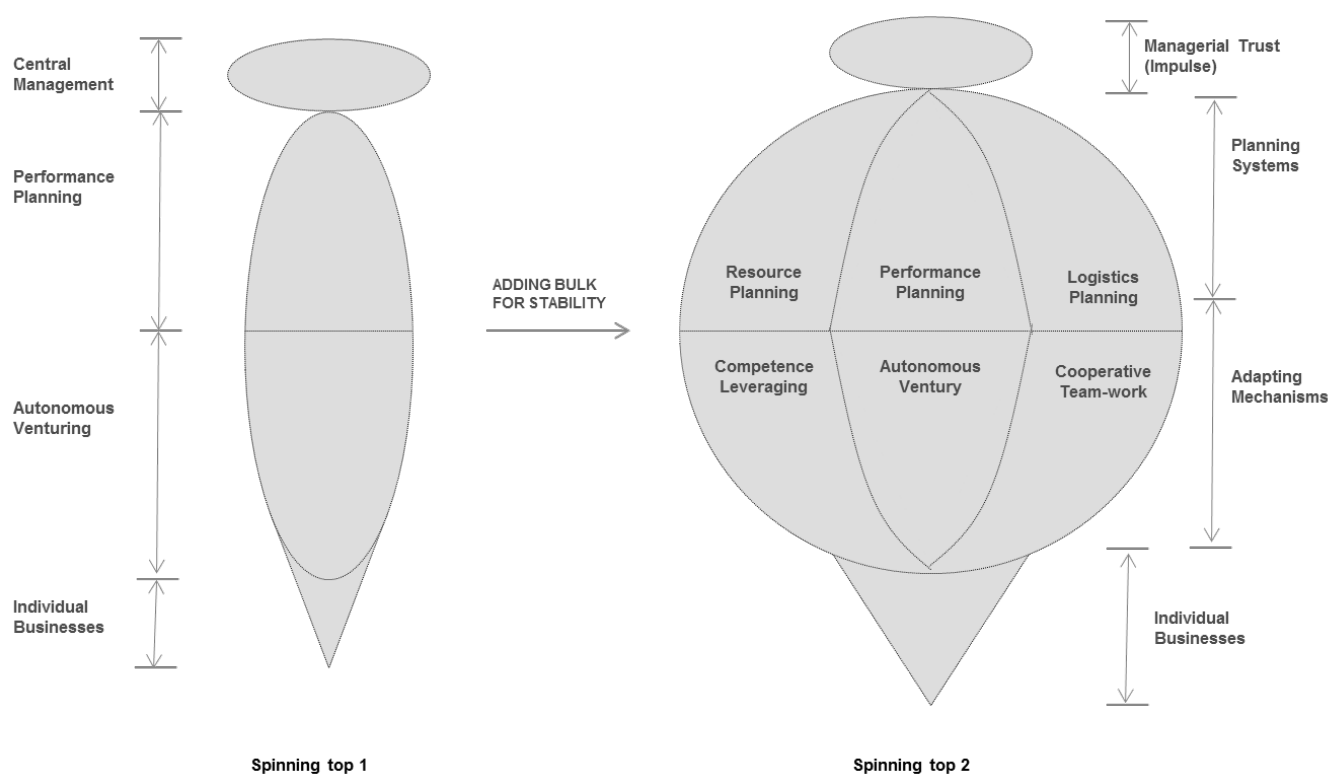 Central
Management
Performance
Planning
Autonomous
Venturing
Individual
Businesses
Spinning top 1
ADDING BULK
FOR STABILITY
Resource
Planning
Performance
Planning
Logistics
Planning
Competence
Leveraging
Autonomous
Ventury
Cooperative
Team-work
Managerial Trust
(Impulse)
Planning
Systems
Adapting
Mechanisms
Individual
Businesses
Spinning top 2